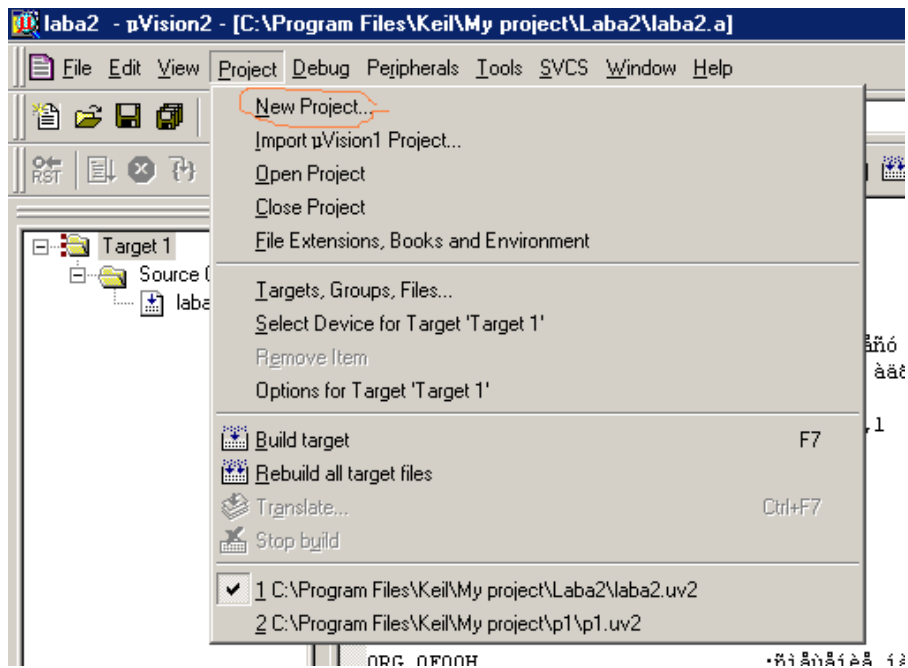 laba2 - µVision2 - [C:\Program Files\Keil\My project\Laba2\laba2.a]
File Edit View Project Debug Peripherals Tools SVCS Window Help
New Project...
Import µVision1 Project...
Open Project
Close Project
File Extensions, Books and Environment
RST
Target 1
Source
laba
Targets, Groups, Files...
Select Device for Target 'Target 1'
Remove Item
Options for Target 'Target 1'
åñó
àäð
,1
Build target F7
Rebuild all target files
Translate... Ctrl+F7
Stop build
1 C:\Program Files\Keil\My project\Laba2\laba2.uv2
2 C:\Program Files\Keil\My project\p1\p1.uv2
ORG 0F00H